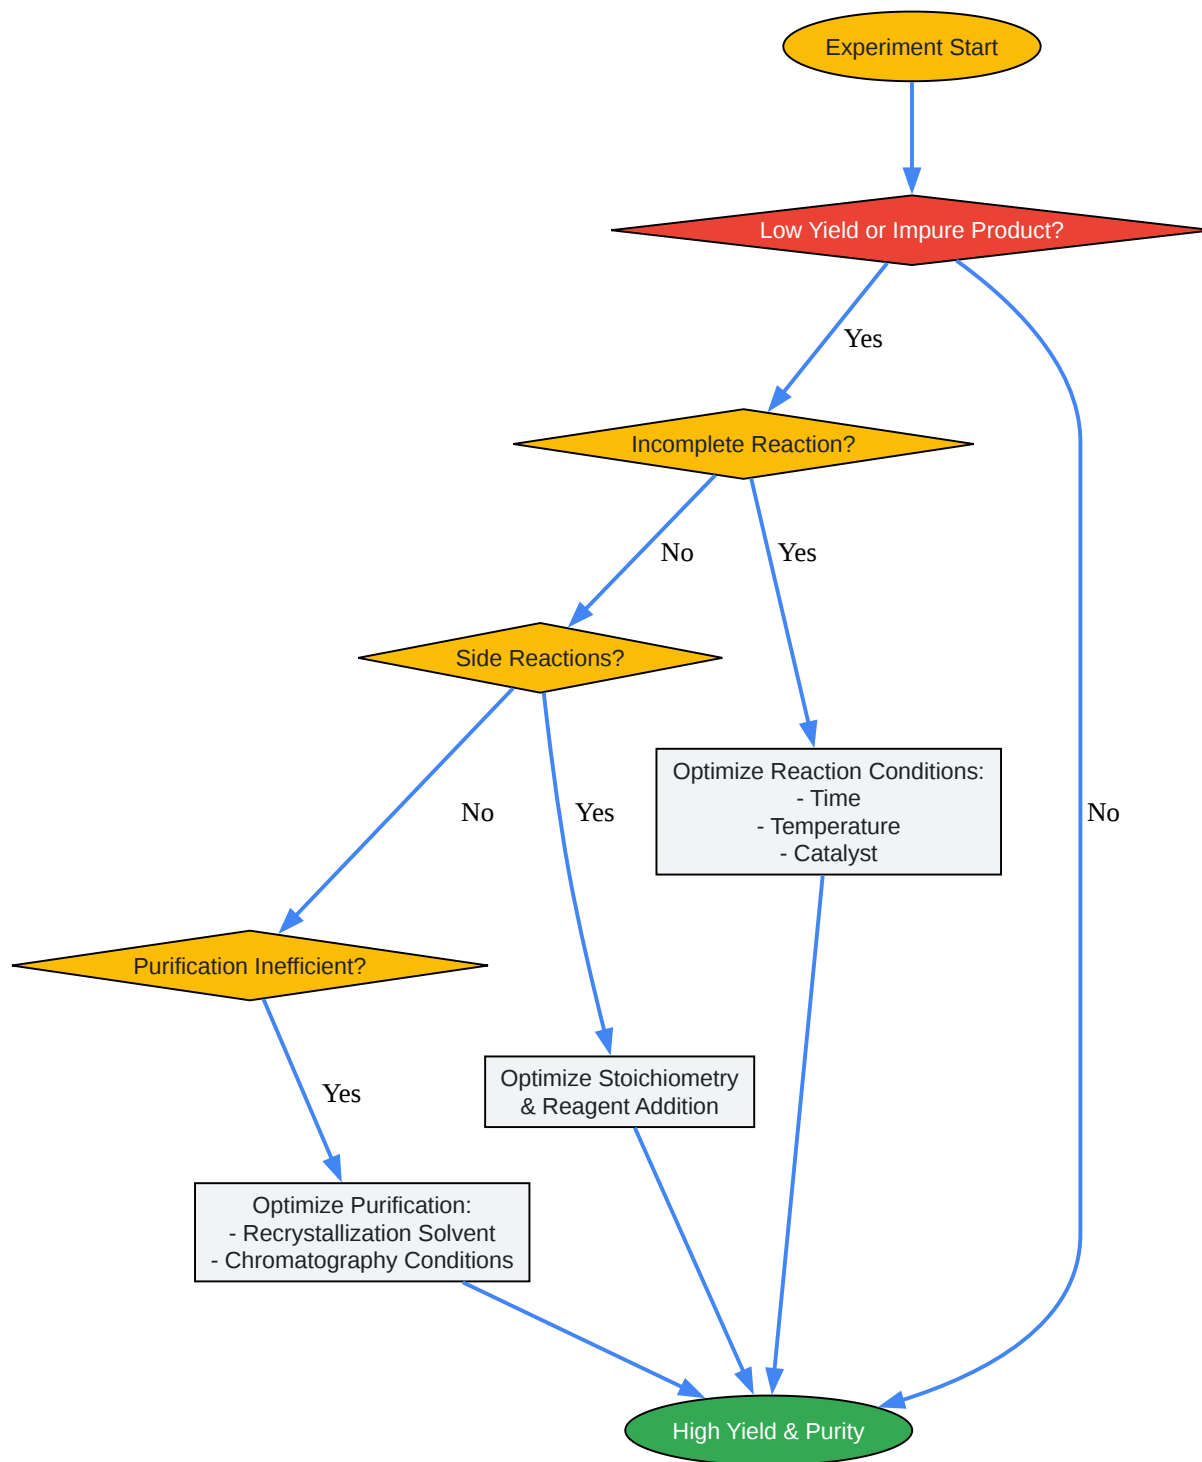 Experiment Start
Low Yield or Impure Product?
Yes
Incomplete Reaction?
No
Yes
Side Reactions?
Optimize Reaction Conditions:
- Time
- Temperature
- Catalyst
No
Yes
No
Purification Inefficient?
Optimize Stoichiometry
& Reagent Addition
Yes
Optimize Purification:
- Recrystallization Solvent
- Chromatography Conditions
High Yield & Purity